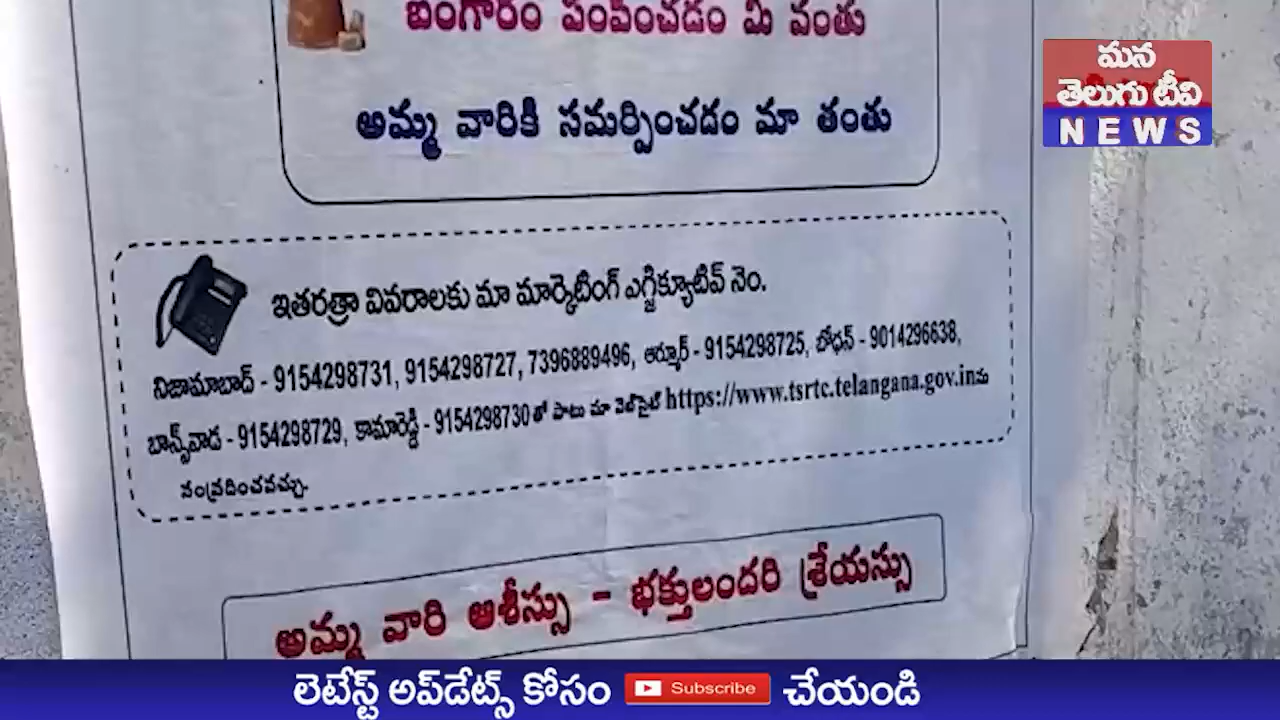 బంగారం పంపించడం మీ వంతు
అమ్మ వారికి సమర్పించడం మా తంతు
మన
తెలుగు టీవి
NEWS
ఇతరత్రా వివరాలకు మా మార్కెటింగ్ ఎగ్జిక్యూటివ్ నెం.
నిజామాబాద్ - 9154298731, 9154298727, 7396889496, ఆర్మూర్ - 9154298725, బోధన్ - 9014296638,
బాన్స్‌వాడ - 9154298729, కామారెడ్డి - 9154298730 తో పాటు మా వెబ్‌సైట్ https://www.tsrtc.telangana.gov.inను
సంప్రదించవచ్చు.
అమ్మ వారి ఆశీస్సు - భక్తులందరి శ్రేయస్సు
లెటేస్ట్ అప్‌డేట్స్ కోసం Subscribe చేయండి